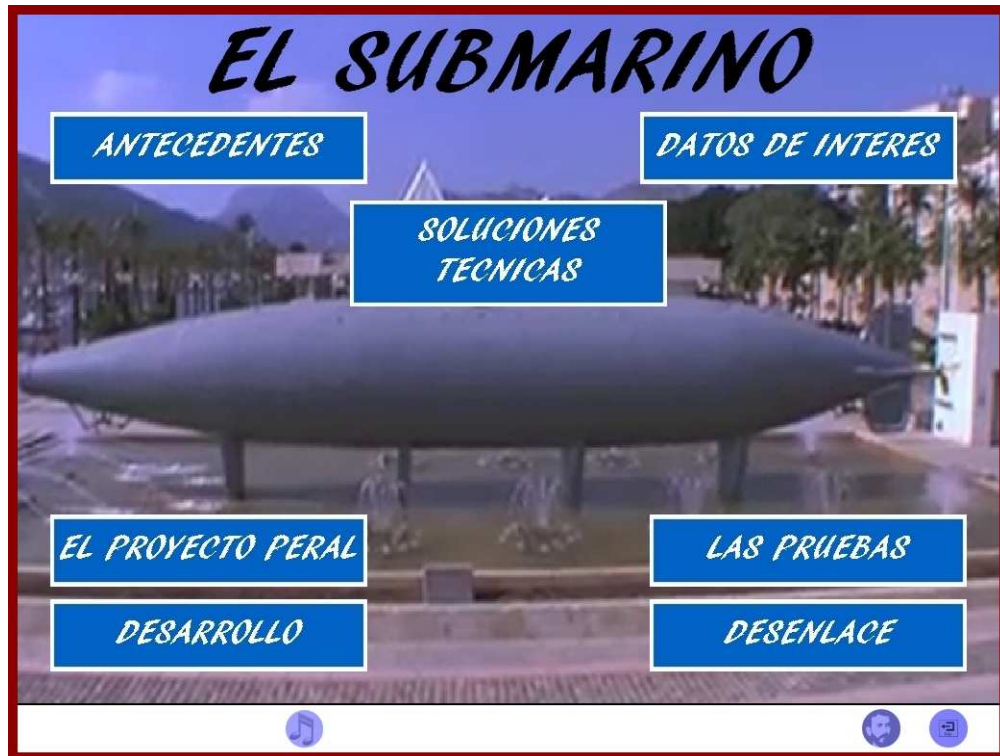 EL SUBMARINO
ANTECEDENTES
DATOS DE INTERES
SOLUCIONES
TECNICAS
EL PROYECTO PERAL
LAS PRUEBAS
DESARROLLO
DESENLACE